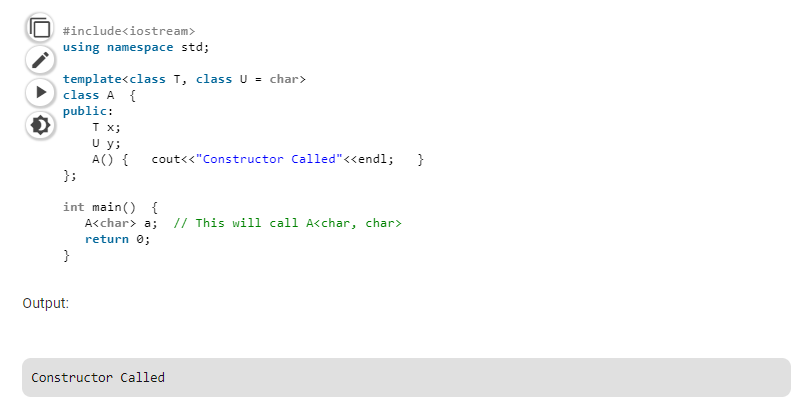 #include<iostream>
using namespace std;
template<class T, class U = char>
class A  {
public:
    T x;
    U y;
    A() {   cout<<"Constructor Called"<<endl;   }
};
int main()  {
   A<char> a;  // This will call A<char, char>
   return 0;
}
Output:
Constructor Called